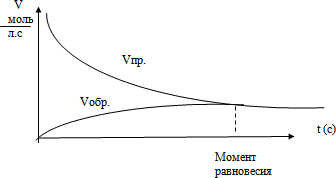 V
моль
л.с
Vпр.
Vобр.
t (c)
Момент
равновесия